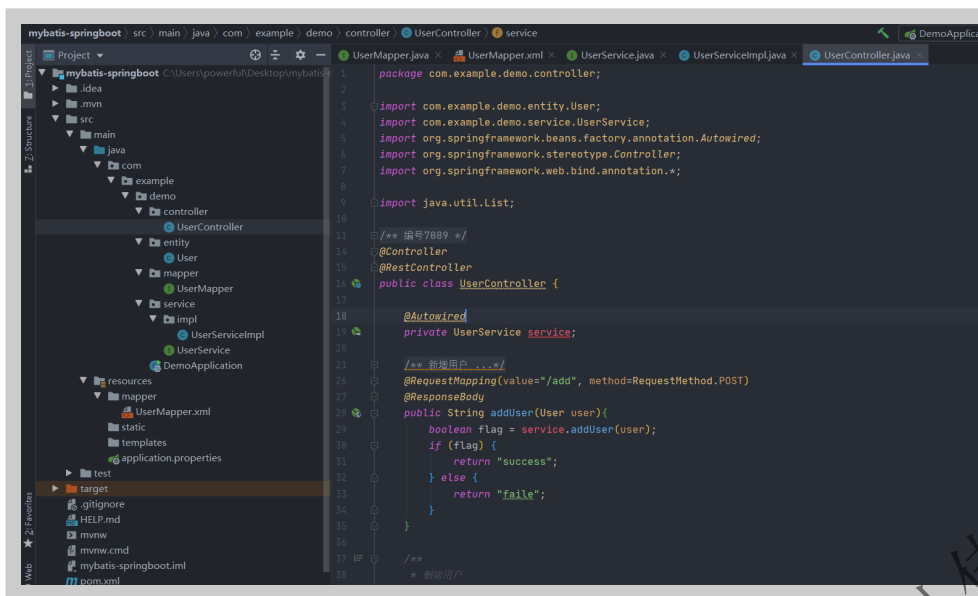 mybatis-springboot › src › main › java › com › example › demo › controller › UserController › service
DemoApplica
Project
UserMapper.java × UserMapper.xml × UserService.java × UserServiceImpl.java × UserController.java ×
1: Project
Z: Structure
2: Favorites
Web
mybatis-springboot C:\Users\powerful\Desktop\mybatis
.idea
.mvn
src
main
java
com
example
demo
controller
UserController
entity
User
mapper
UserMapper
service
impl
UserServiceImpl
UserService
DemoApplication
resources
mapper
UserMapper.xml
static
templates
application.properties
test
target
.gitignore
HELP.md
mvnw
mvnw.cmd
mybatis-springboot.iml
pom.xml
1 package com.example.demo.controller;
2
3 import com.example.demo.entity.User;
4 import com.example.demo.service.UserService;
5 import org.springframework.beans.factory.annotation.Autowired;
6 import org.springframework.stereotype.Controller;
7 import org.springframework.web.bind.annotation.*;
8
9 import java.util.List;
10
11 /** 编号7089 */
14 @Controller
15 @RestController
16 public class UserController {
17
18 @Autowired
19 private UserService service;
20
21 /** 新增用户 ...*/
26 @RequestMapping(value="/add", method=RequestMethod.POST)
27 @ResponseBody
28 public String addUser(User user){
29 boolean flag = service.addUser(user);
30 if (flag) {
31 return "success";
32 } else {
33 return "faile";
34 }
35 }
36
37 /**
38 * 删除用户